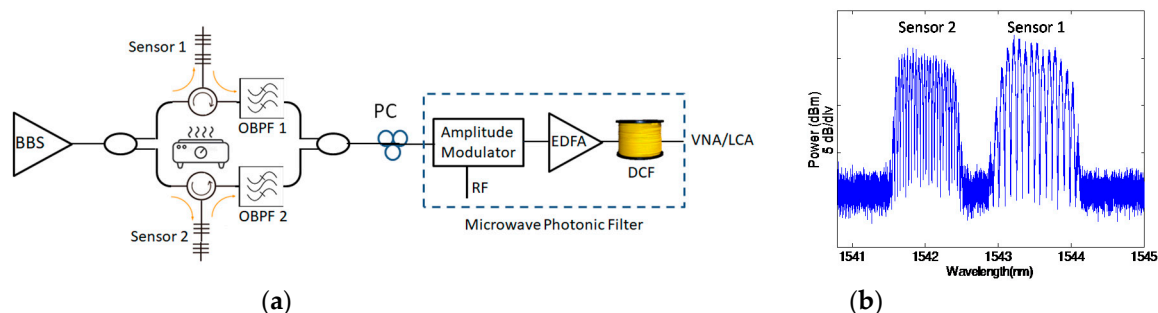 Sensor 1
BBS
OBPF 1
OBPF 2
Sensor 2
PC
Amplitude
Modulator
RF
EDFA
DCF
VNA/LCA
Microwave Photonic Filter
(a)
Sensor 2
Sensor 1
Power (dBm)
5 dB/div
1541
1542
1543
1544
1545
Wavelength(nm)
(b)